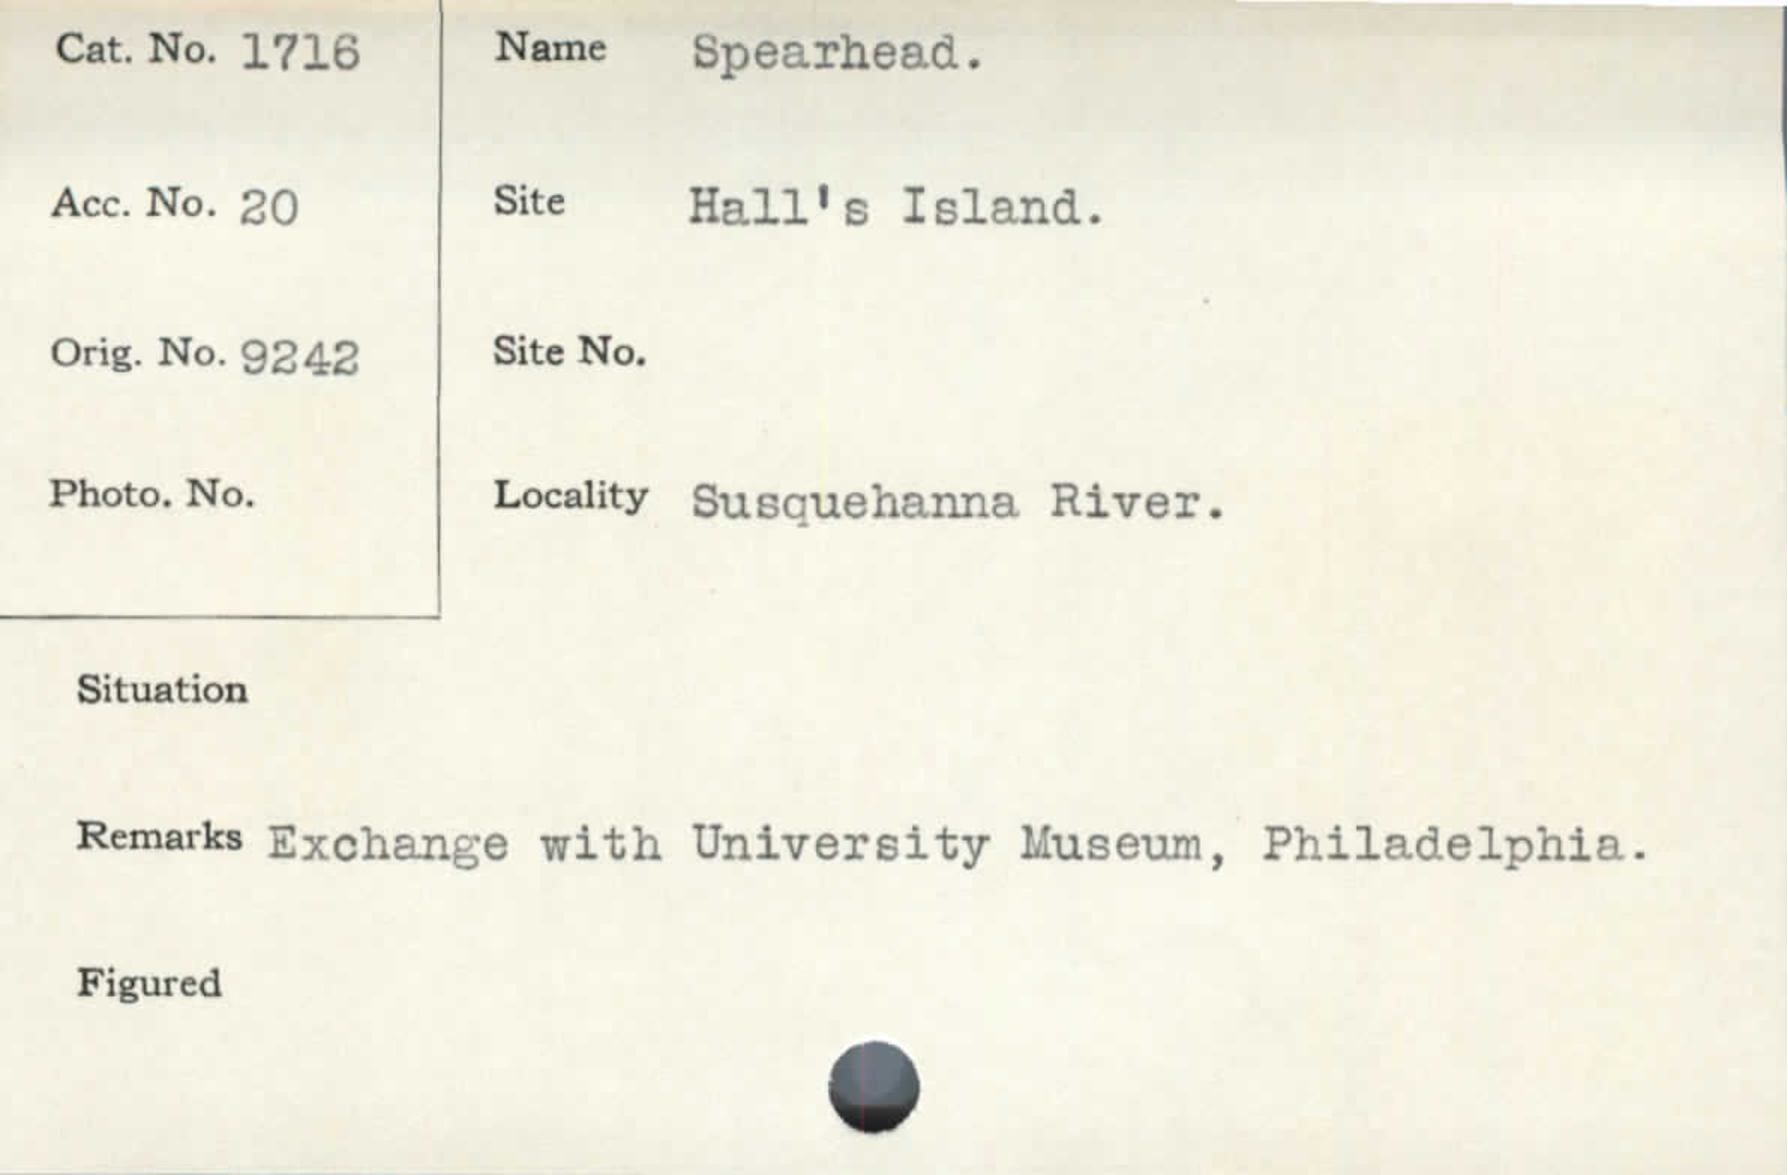 Cat. No. 1716
Name Spearhead.
Acc. No. 20
Site Hall's Island.
Orig. No. 9242
Site No.
Photo. No.
Locality Susquehanna River.
Situation
Remarks Exchange with University Museum, Philadelphia.
Figured